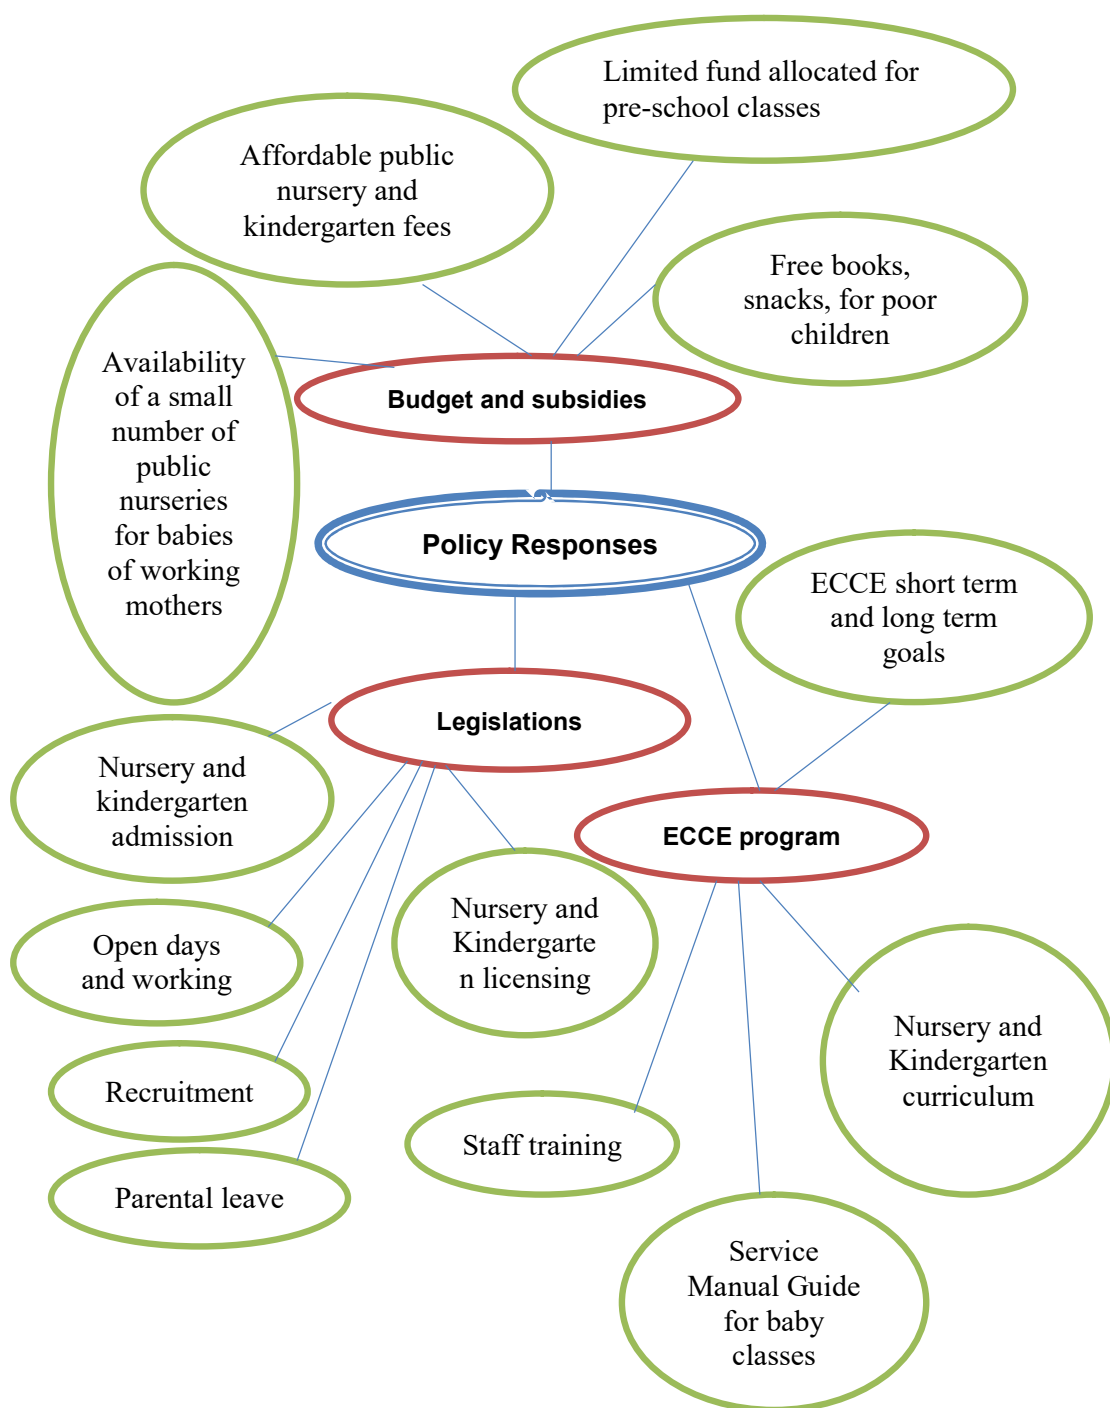 Limited fund allocated for
pre-school classes
Affordable public
nursery and
kindergarten fees
Free books,
snacks, for poor
children
Availability
of a small
number of
public
nurseries
for babies
of working
mothers
Budget and subsidies
Policy Responses
ECCE short term
and long term
goals
Legislations
Nursery and
kindergarten
admission
ECCE program
Nursery and
Kindergarte
n licensing
Open days
and working
Nursery and
Kindergarten
curriculum
Recruitment
Staff training
Parental leave
Service
Manual Guide
for baby
classes